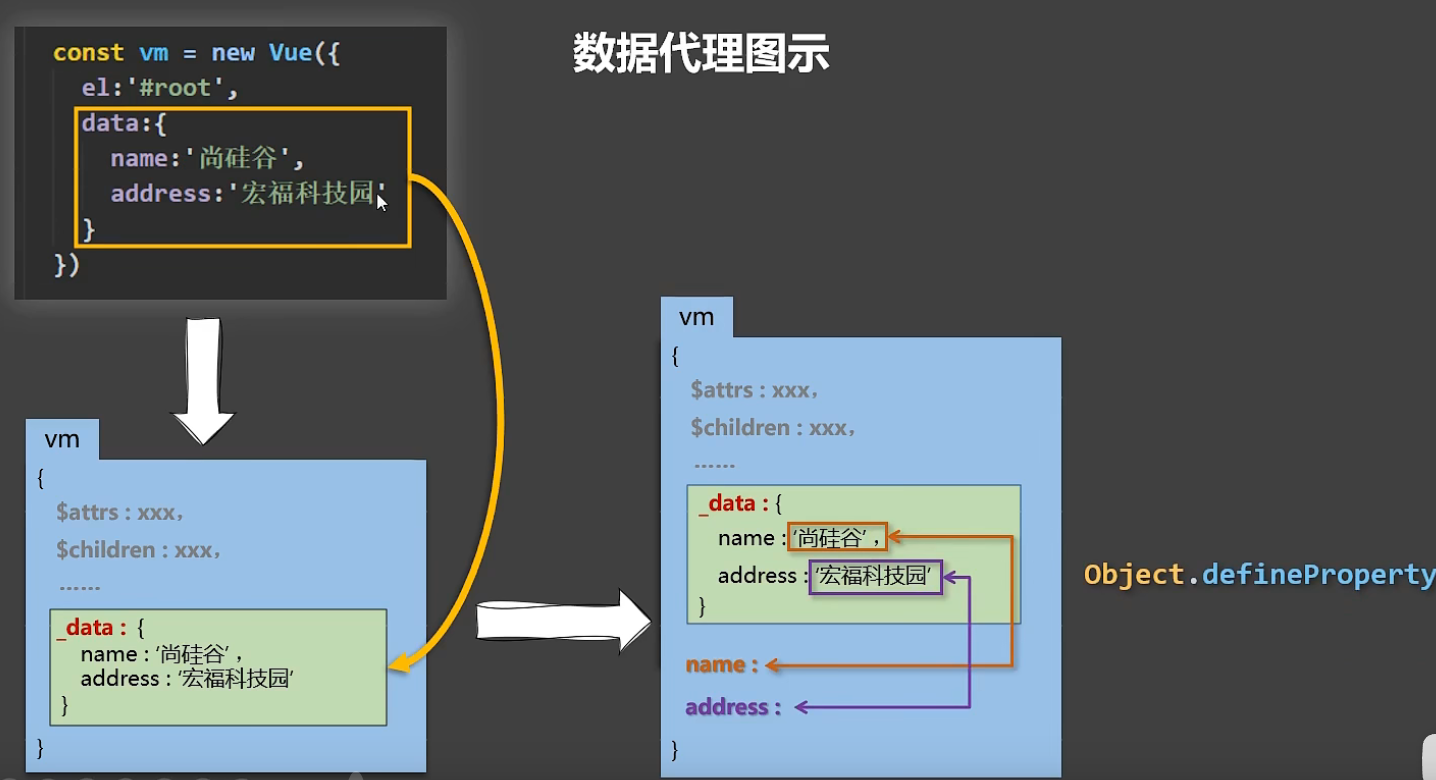 数据代理图示
const vm = new Vue({
el:'#root',
data:{
name:'尚硅谷',
address:'宏福科技园'
}
})
vm
{
$attrs : xxx，
$children : xxx，
......
_data : {
name : '尚硅谷' ，
address : '宏福科技园'
}
}
vm
{
$attrs : xxx，
$children : xxx，
......
_data : {
name : '尚硅谷' ，
address : '宏福科技园'
}
name :
address :
}
Object.defineProperty